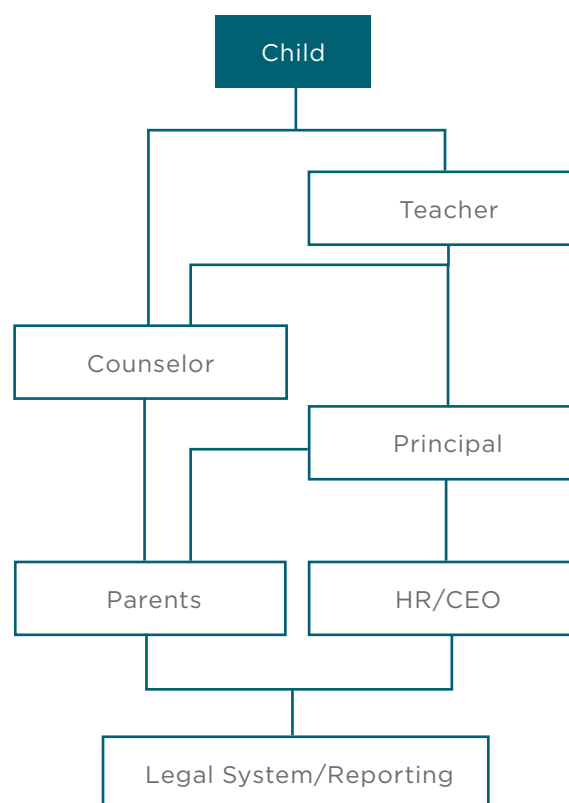 Child
Teacher
Counselor
Principal
Parents
HR/CEO
Legal System/Reporting